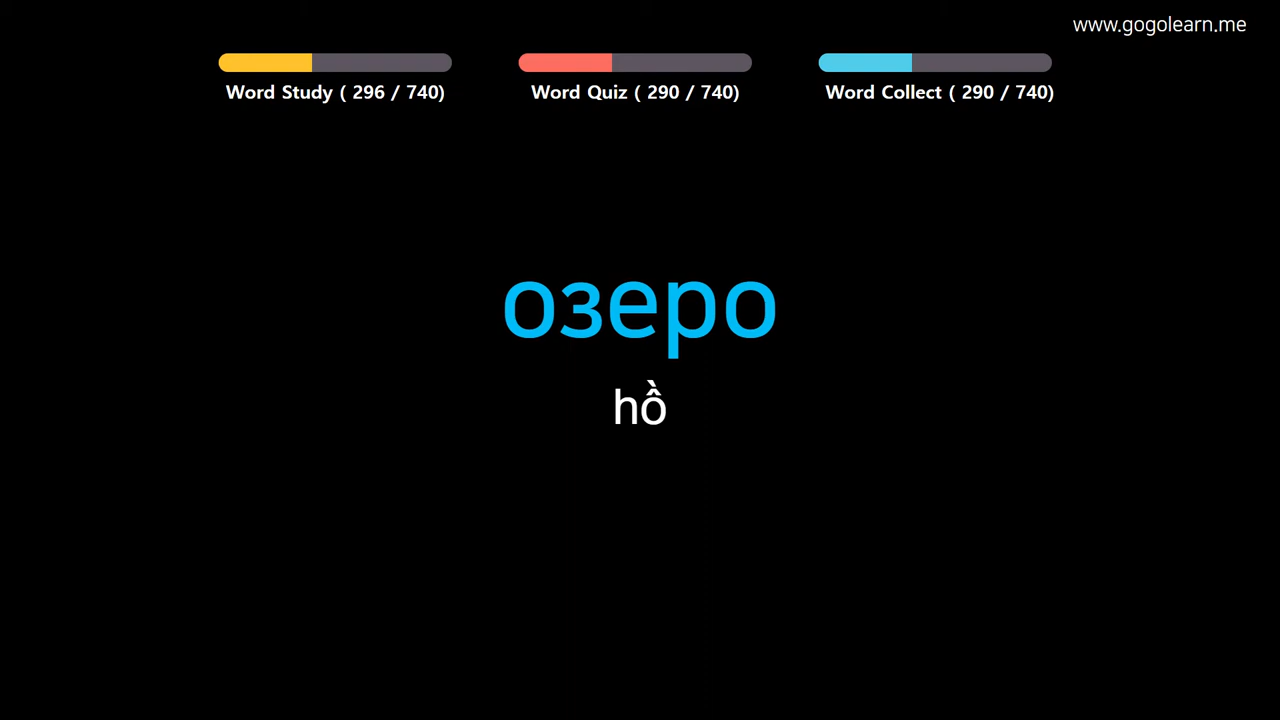 www.gogolearn.me
Word Study ( 296 / 740)
Word Quiz ( 290 / 740)
Word Collect ( 290 / 740)
озеро
hồ